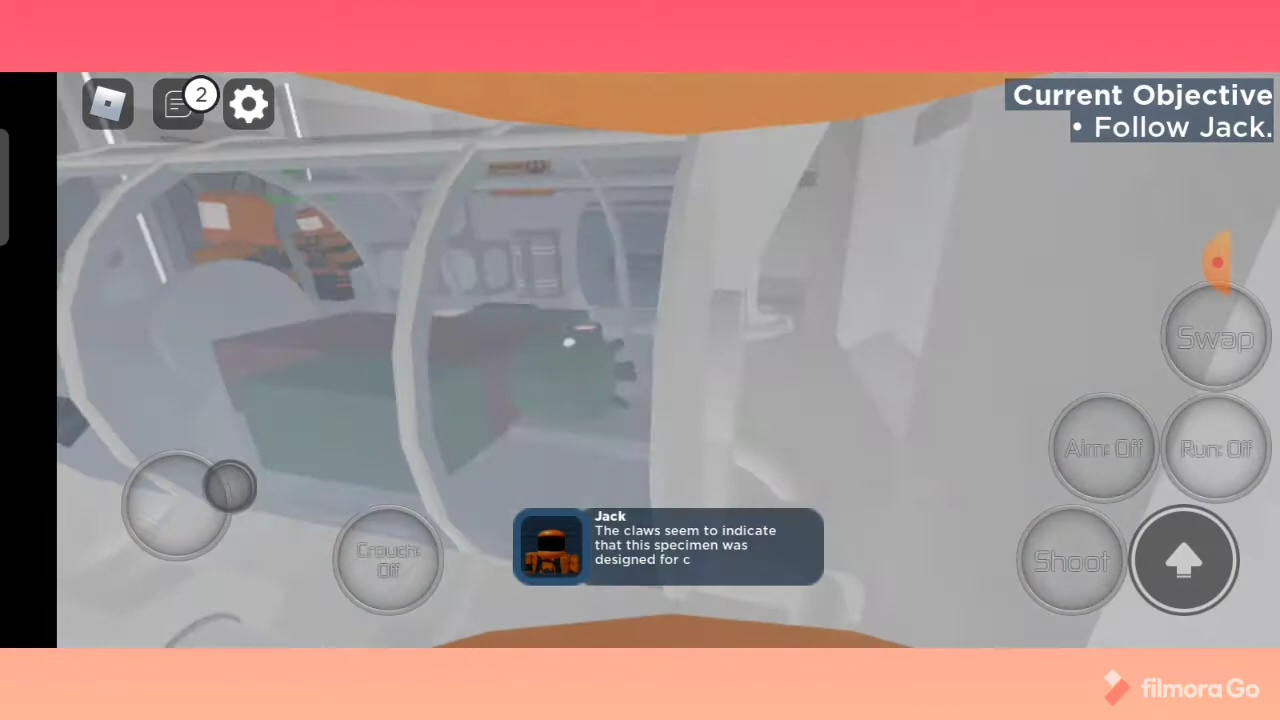 2
Current Objective
• Follow Jack.
Swap
Aim: Off
Run: Off
Crouch:
Off
Shoot
Jack
The claws seem to indicate
that this specimen was
designed for c
filmora Go